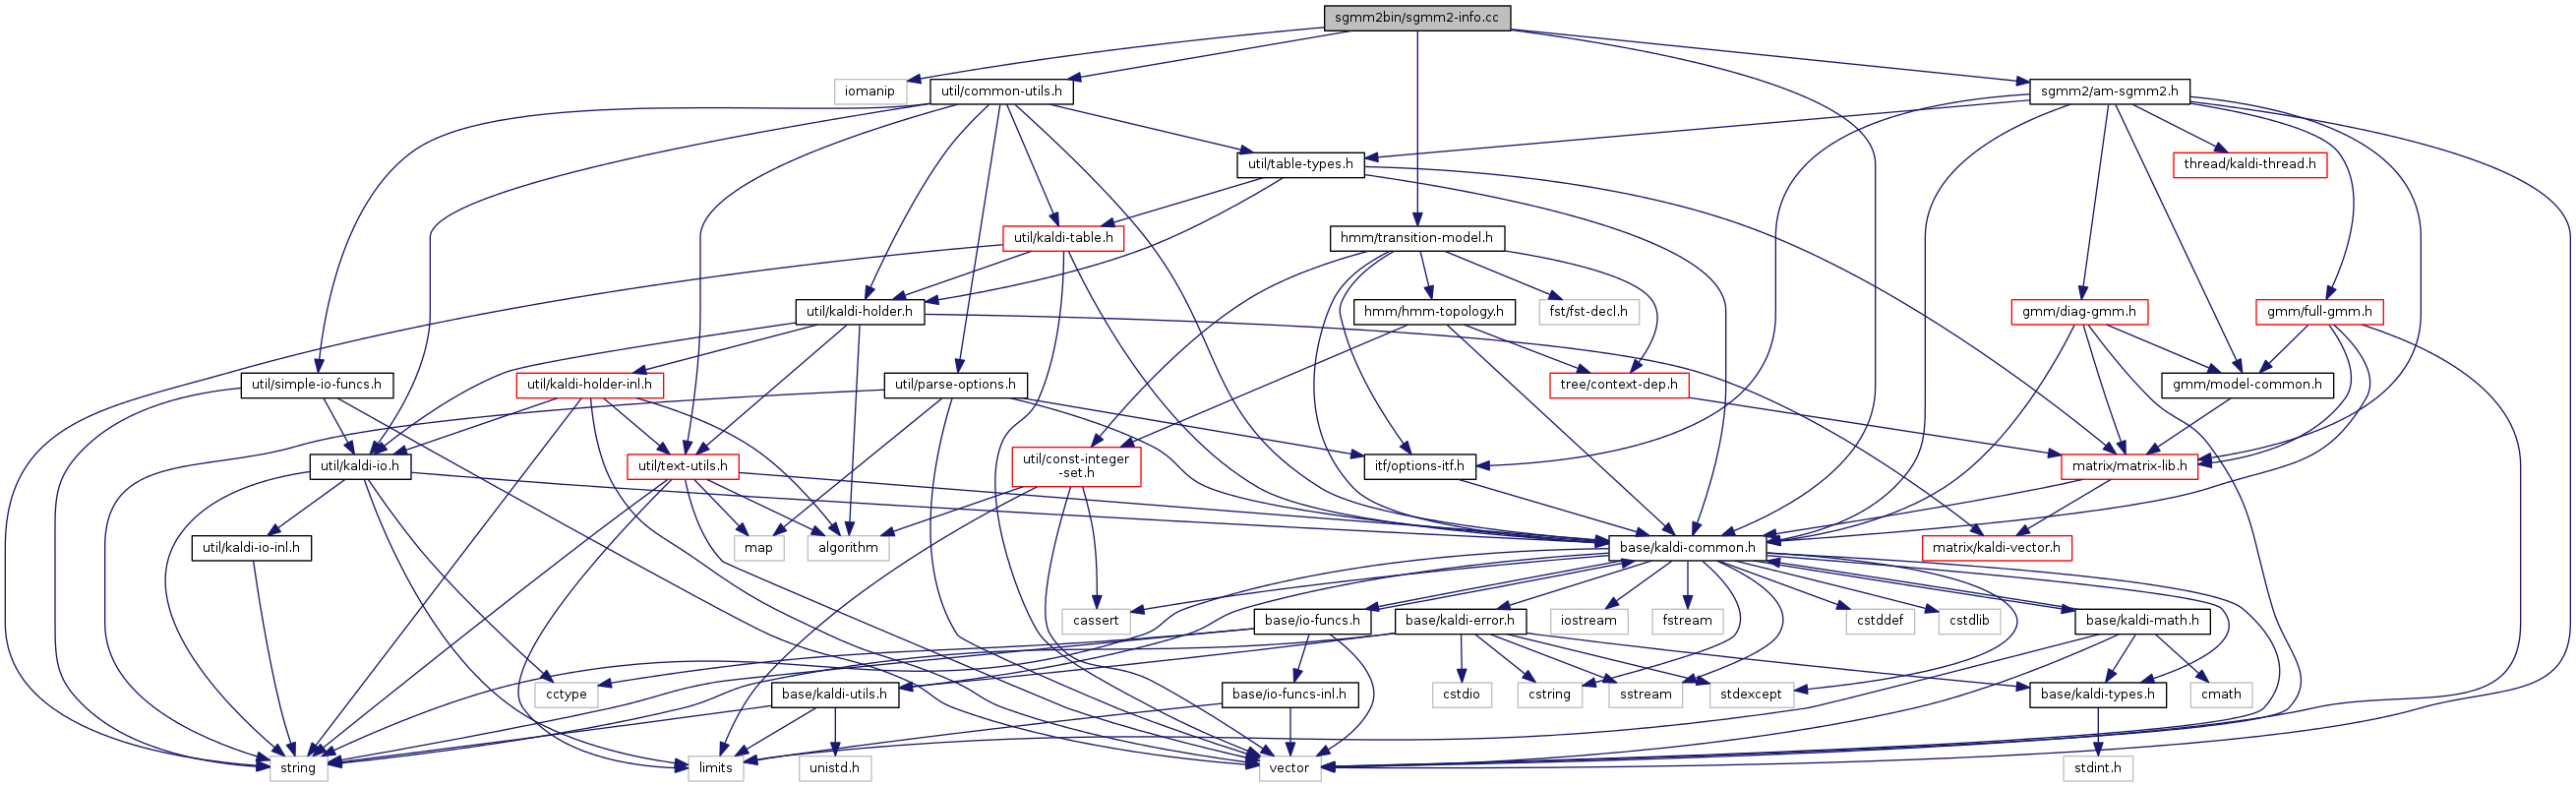 sgmm2bin/sgmm2-info.cc
iomanip
util/common-utils.h
sgmm2/am-sgmm2.h
util/table-types.h
thread/kaldi-thread.h
util/kaldi-table.h
hmm/transition-model.h
util/kaldi-holder.h
hmm/hmm-topology.h
fst/fst-decl.h
gmm/diag-gmm.h
gmm/full-gmm.h
util/simple-io-funcs.h
util/kaldi-holder-inl.h
util/parse-options.h
tree/context-dep.h
gmm/model-common.h
util/kaldi-io.h
util/text-utils.h
util/const-integer
-set.h
itf/options-itf.h
matrix/matrix-lib.h
util/kaldi-io-inl.h
map
algorithm
base/kaldi-common.h
matrix/kaldi-vector.h
cassert
base/io-funcs.h
base/kaldi-error.h
iostream
fstream
cstddef
cstdlib
base/kaldi-math.h
cctype
base/kaldi-utils.h
base/io-funcs-inl.h
cstdio
cstring
sstream
stdexcept
base/kaldi-types.h
cmath
string
limits
unistd.h
vector
stdint.h